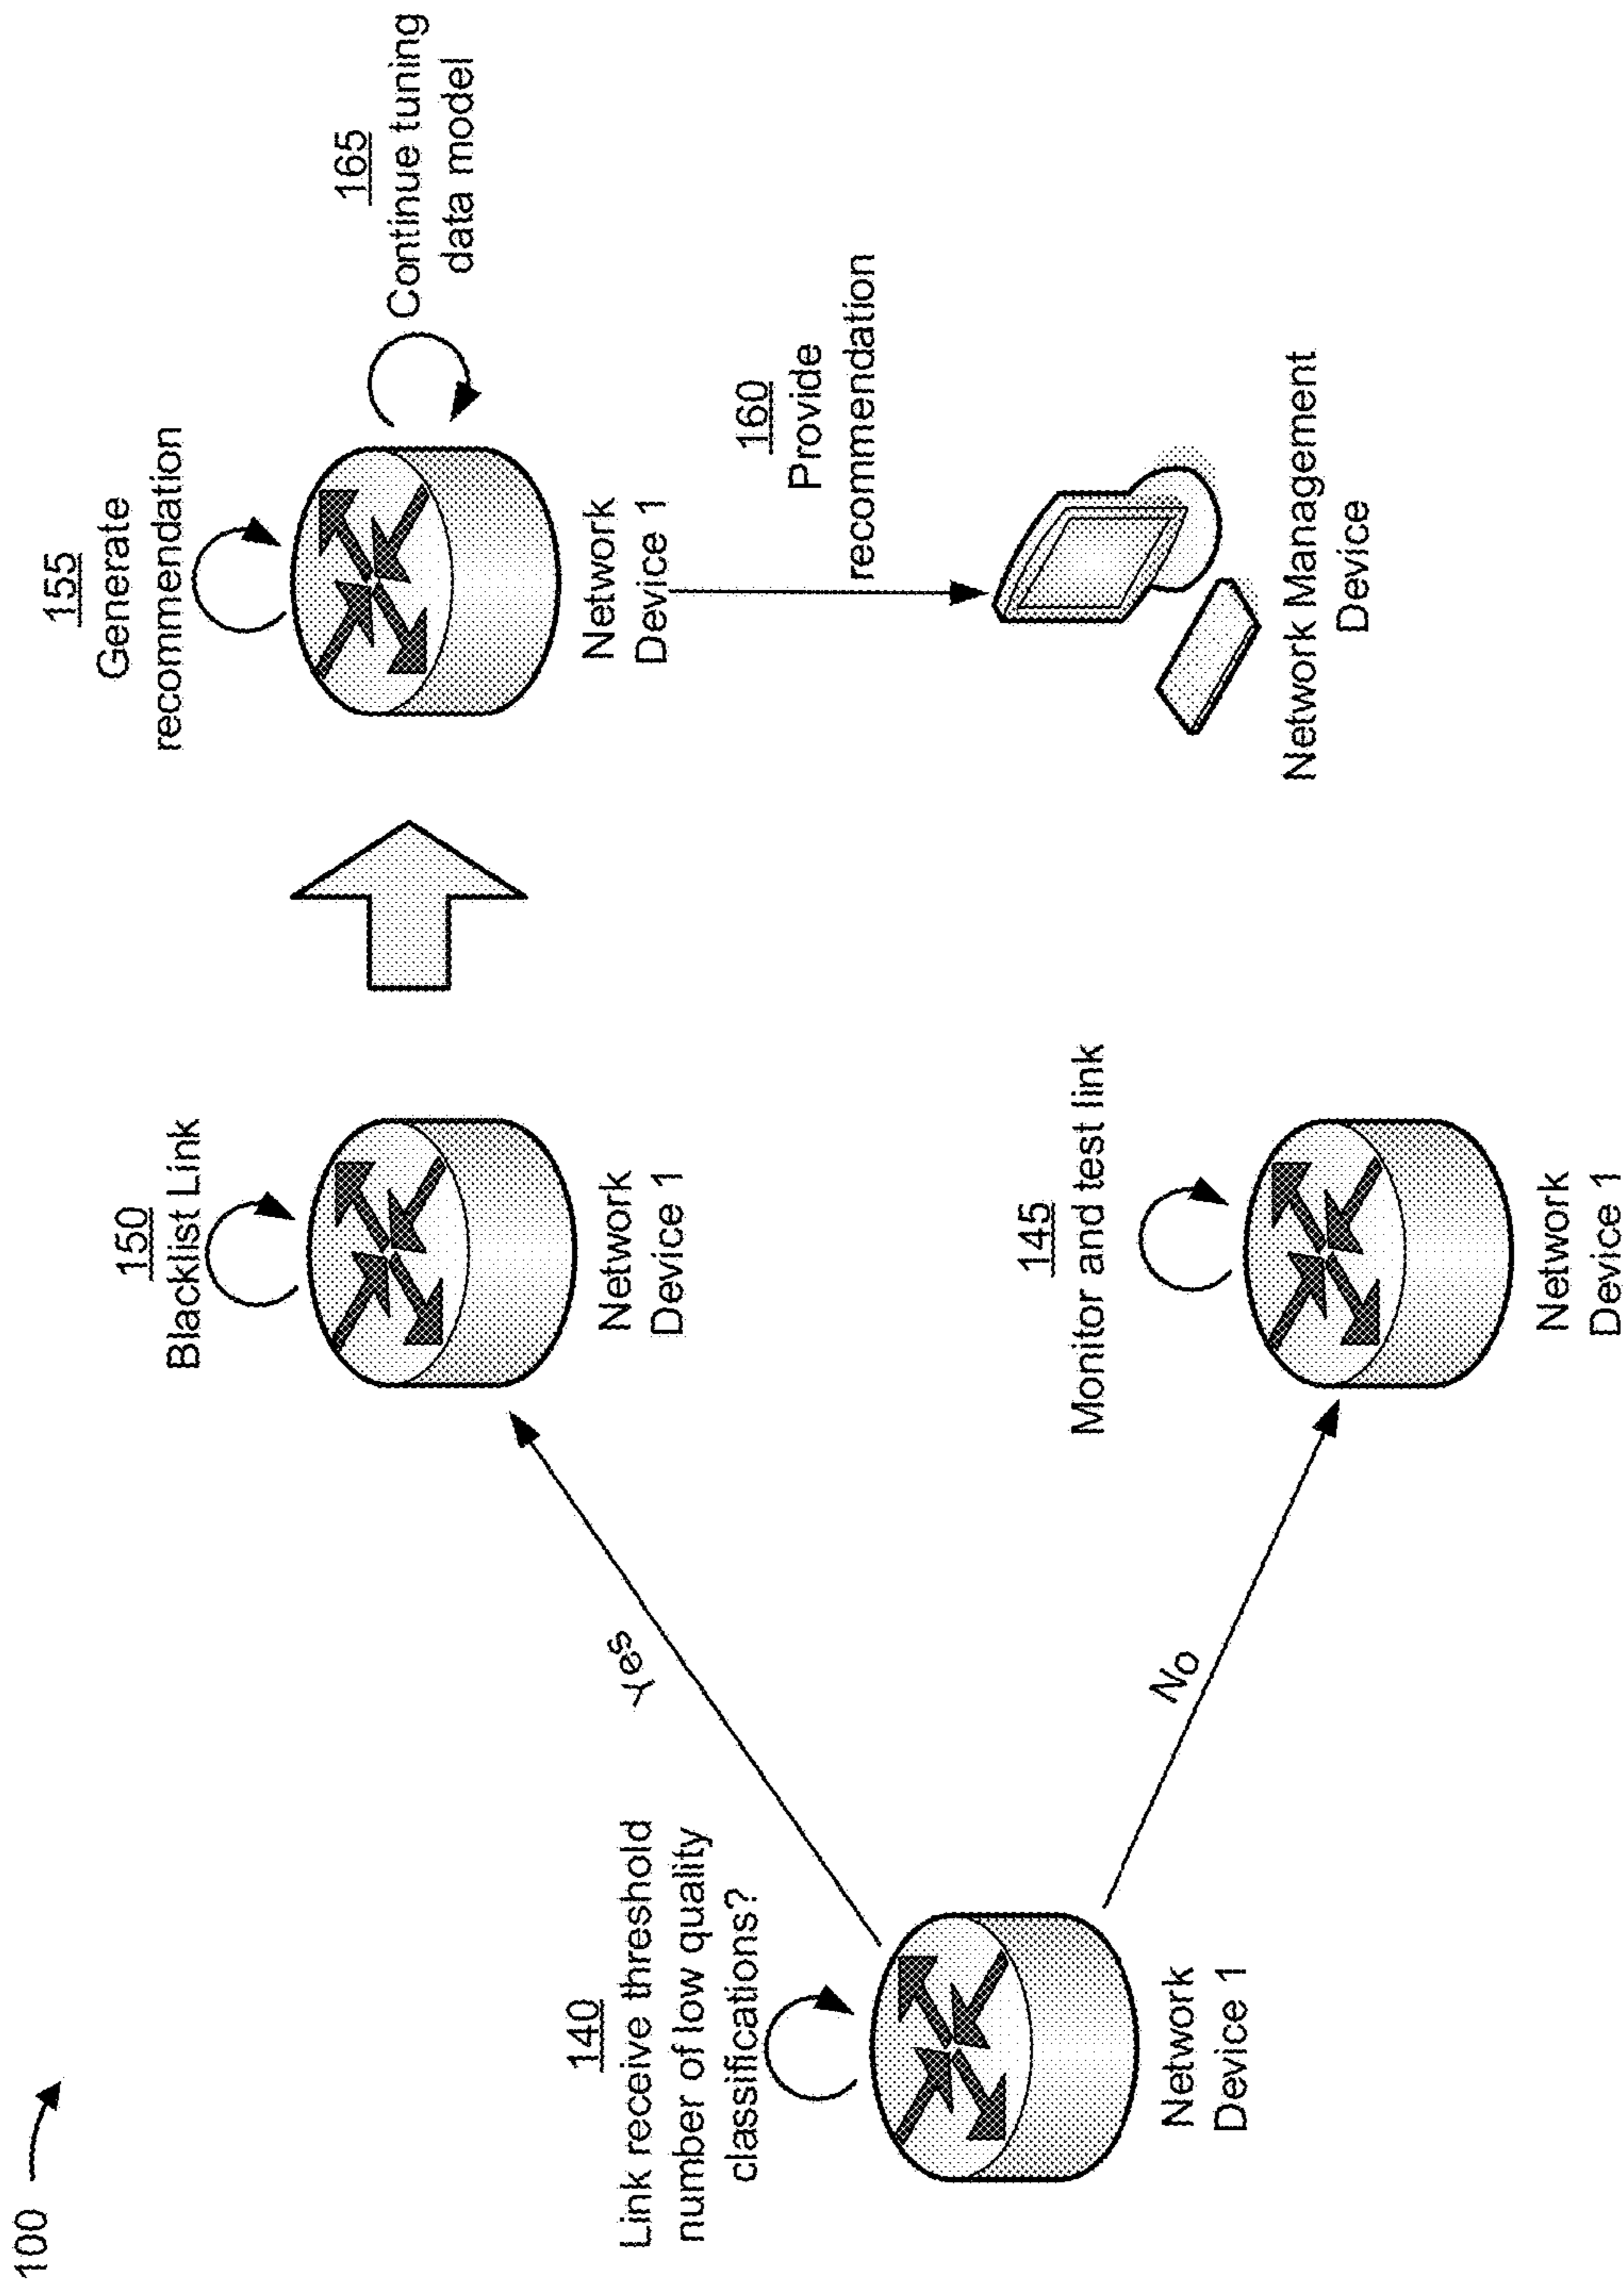 100
140
Link receive threshold
number of low quality
classifications?
Network
Device 1
Yes
No
150
Blacklist Link
Network
Device 1
145
Monitor and test link
Network
Device 1
155
Generate
recommendation
165
Continue tuning
data model
Network
Device 1
160
Provide
recommendation
Network Management
Device